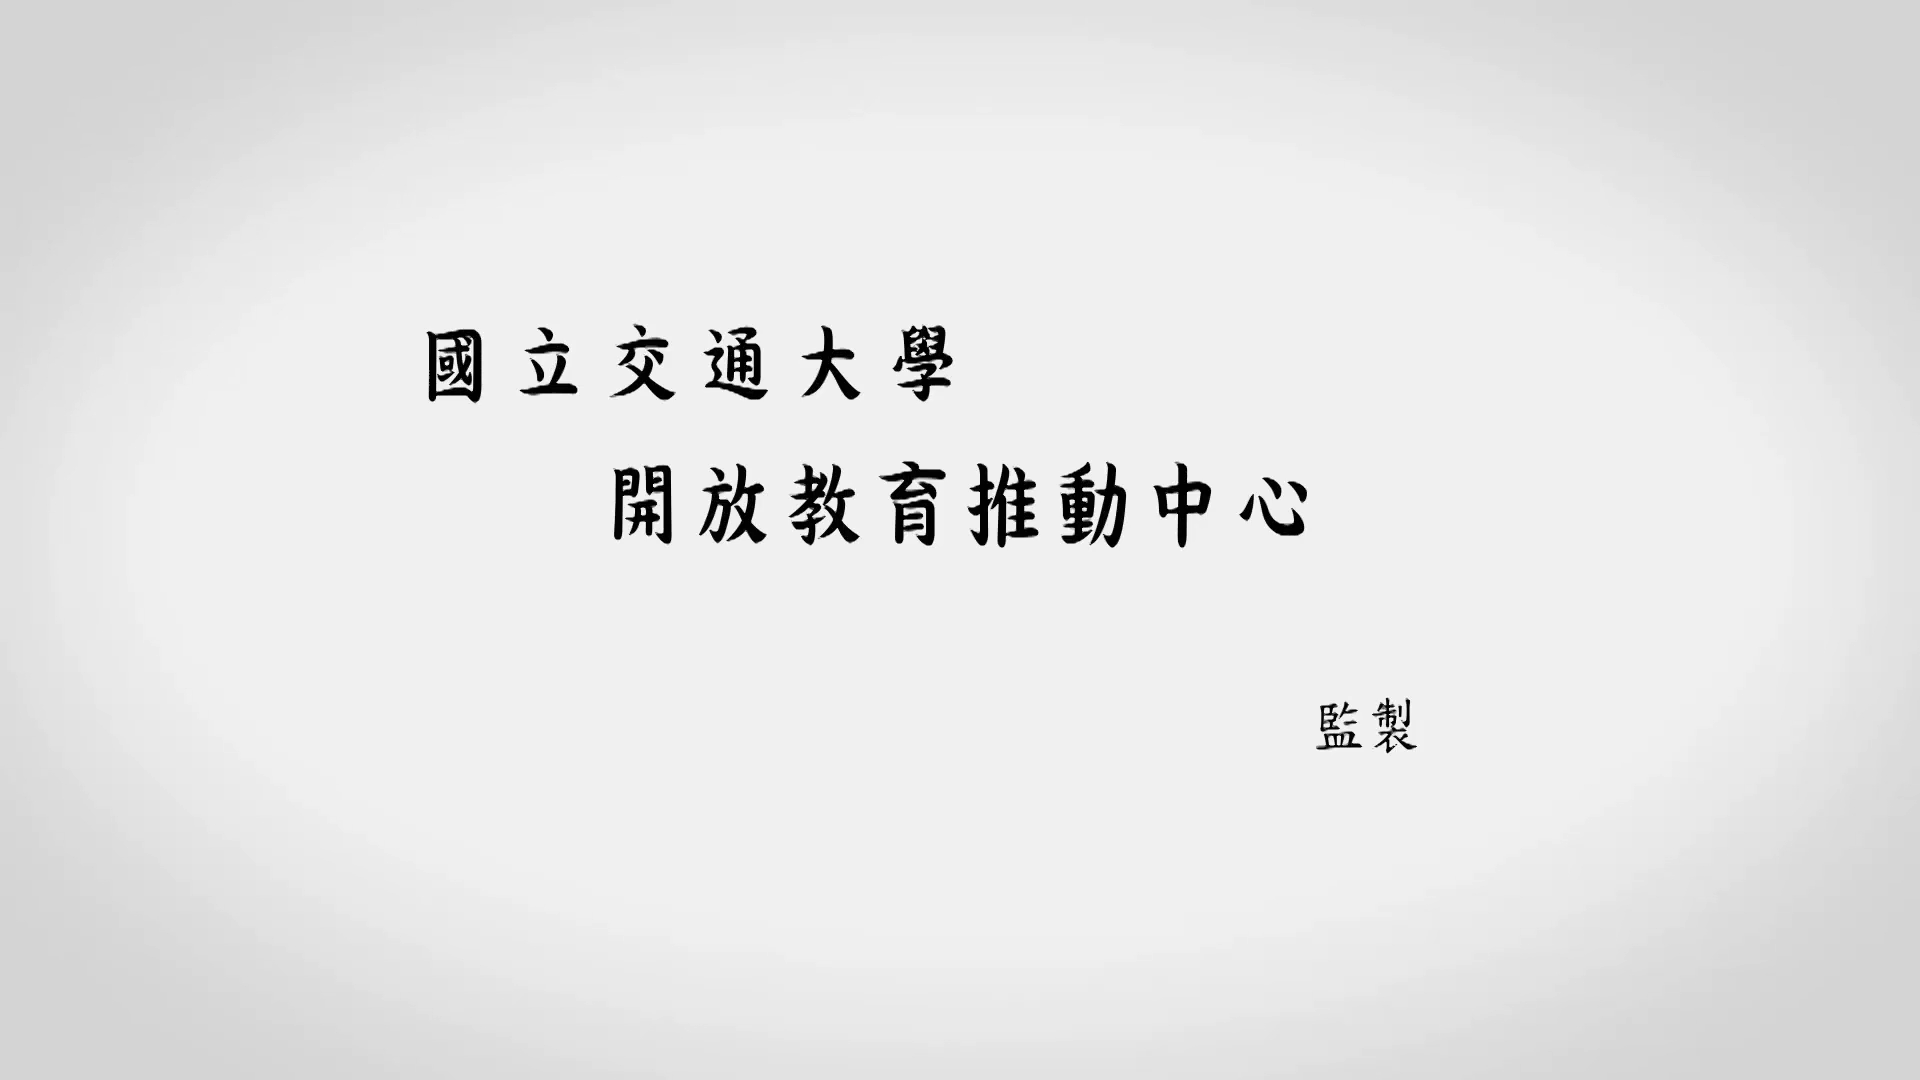 國立交通大學
開放教育推動中心
監製